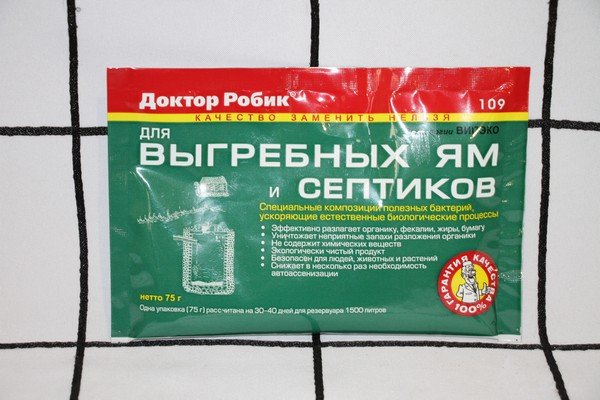 Доктор Робик®
109
КАЧЕСТВО ЗАМЕНИТЬ НЕЛЬЗЯ
для
ВЫГРЕБНЫХ ЯМ
и СЕПТИКОВ
Специальные композиции полезных бактерий,
ускоряющие естественные биологические процессы
• Эффективно разлагает органику, фекалии, жиры, бумагу
• Уничтожает неприятные запахи разложения органики
• Не содержит химических веществ
• Экологически чистый продукт
• Безопасен для людей, животных и растений
• Снижает в несколько раз необходимость
автоассенизации
нетто 75 г
Одна упаковка (75 г) рассчитана на 30-40 дней для резервуара 1500 литров
ГАРАНТИЯ КАЧЕСТВА
100%